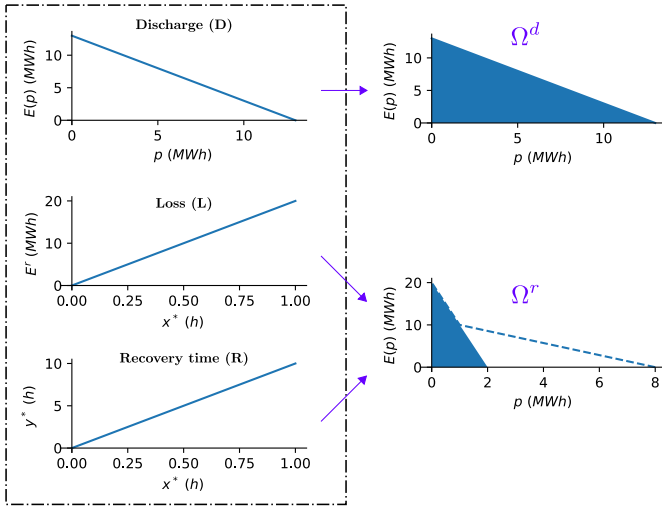 Discharge (D)
E(p) (MWh)
10
5
0
0
5
10
p (MWh)
Ω^d
E(p) (MWh)
10
5
0
0
5
10
p (MWh)
Loss (L)
E^r (MWh)
20
10
0
0.00
0.25
0.50
0.75
1.00
x* (h)
Recovery time (R)
y* (h)
10
5
0
0.00
0.25
0.50
0.75
1.00
x* (h)
Ω^r
E(p) (MWh)
20
10
0
0
2
4
6
8
p (MWh)